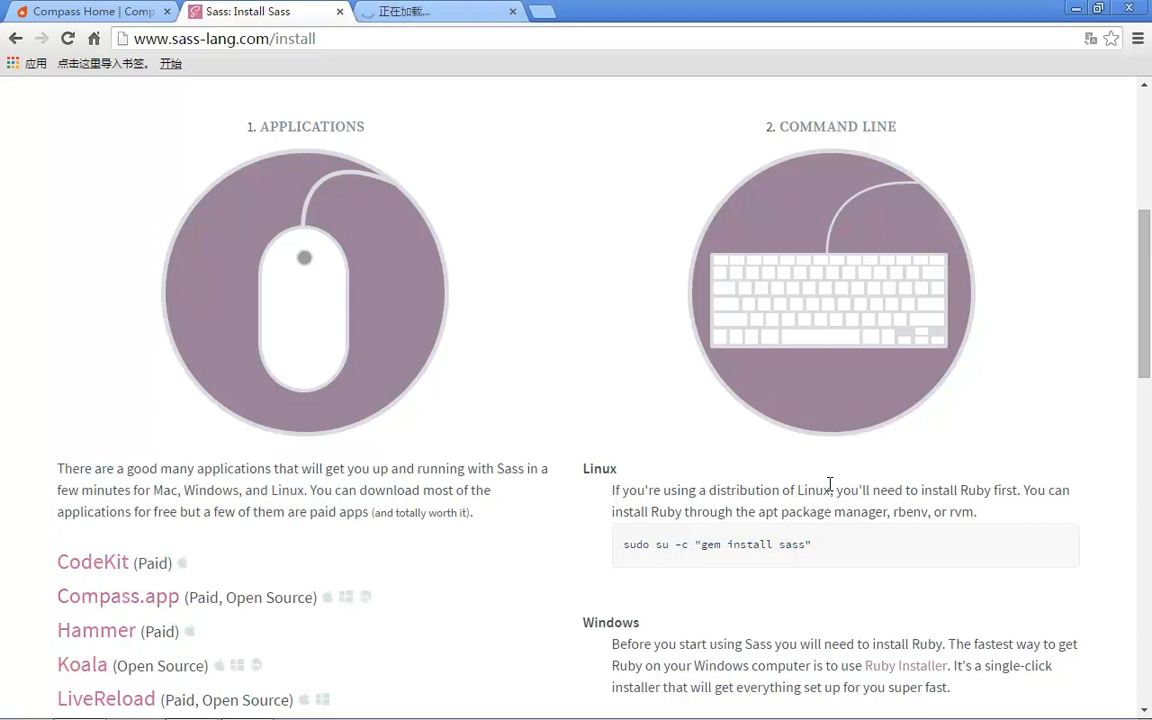 Compass Home | Comp
Sass: Install Sass
正在加载...
www.sass-lang.com/install
应用
点击这里导入书签。
开始
1. APPLICATIONS
There are a good many applications that will get you up and running with Sass in a
few minutes for Mac, Windows, and Linux. You can download most of the
applications for free but a few of them are paid apps (and totally worth it).
CodeKit (Paid)
Compass.app (Paid, Open Source)
Hammer (Paid)
Koala (Open Source)
LiveReload (Paid, Open Source)
2. COMMAND LINE
Linux
If you're using a distribution of Linux, you'll need to install Ruby first. You can
install Ruby through the apt package manager, rbenv, or rvm.
sudo su -c "gem install sass"
Windows
Before you start using Sass you will need to install Ruby. The fastest way to get
Ruby on your Windows computer is to use Ruby Installer. It's a single-click
installer that will get everything set up for you super fast.